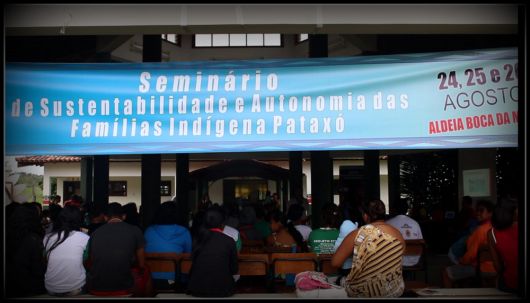 Seminário
de Sustentabilidade e Autonomia das
Famílias Indígena Pataxó
24, 25 e
AGOSTO
ALDEIA BOCA DA